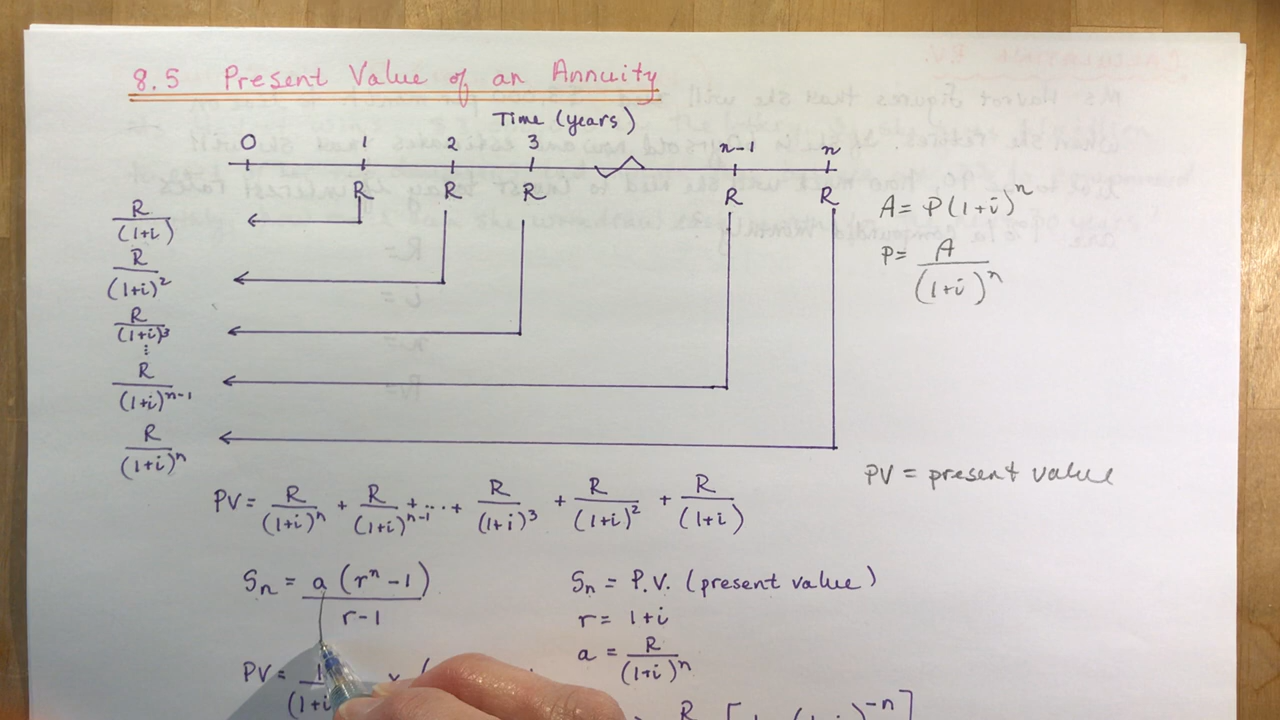 8.5 Present Value of an Annuity
Time (years)
0 1 2 3 n-1 n
R R R R R
R/(1+i)
R/(1+i)²
R/(1+i)³
⋮
R/(1+i)ⁿ⁻¹
R/(1+i)ⁿ
A = P(1+i)ⁿ
P = A/(1+i)ⁿ
PV = present value
PV = R/(1+i)ⁿ + R/(1+i)ⁿ⁻¹ + ... + R/(1+i)³ + R/(1+i)² + R/(1+i)
Sn = a(rⁿ-1)/r-1
Sn = P.V. (present value)
r = 1+i
a = R/(1+i)ⁿ
PV =